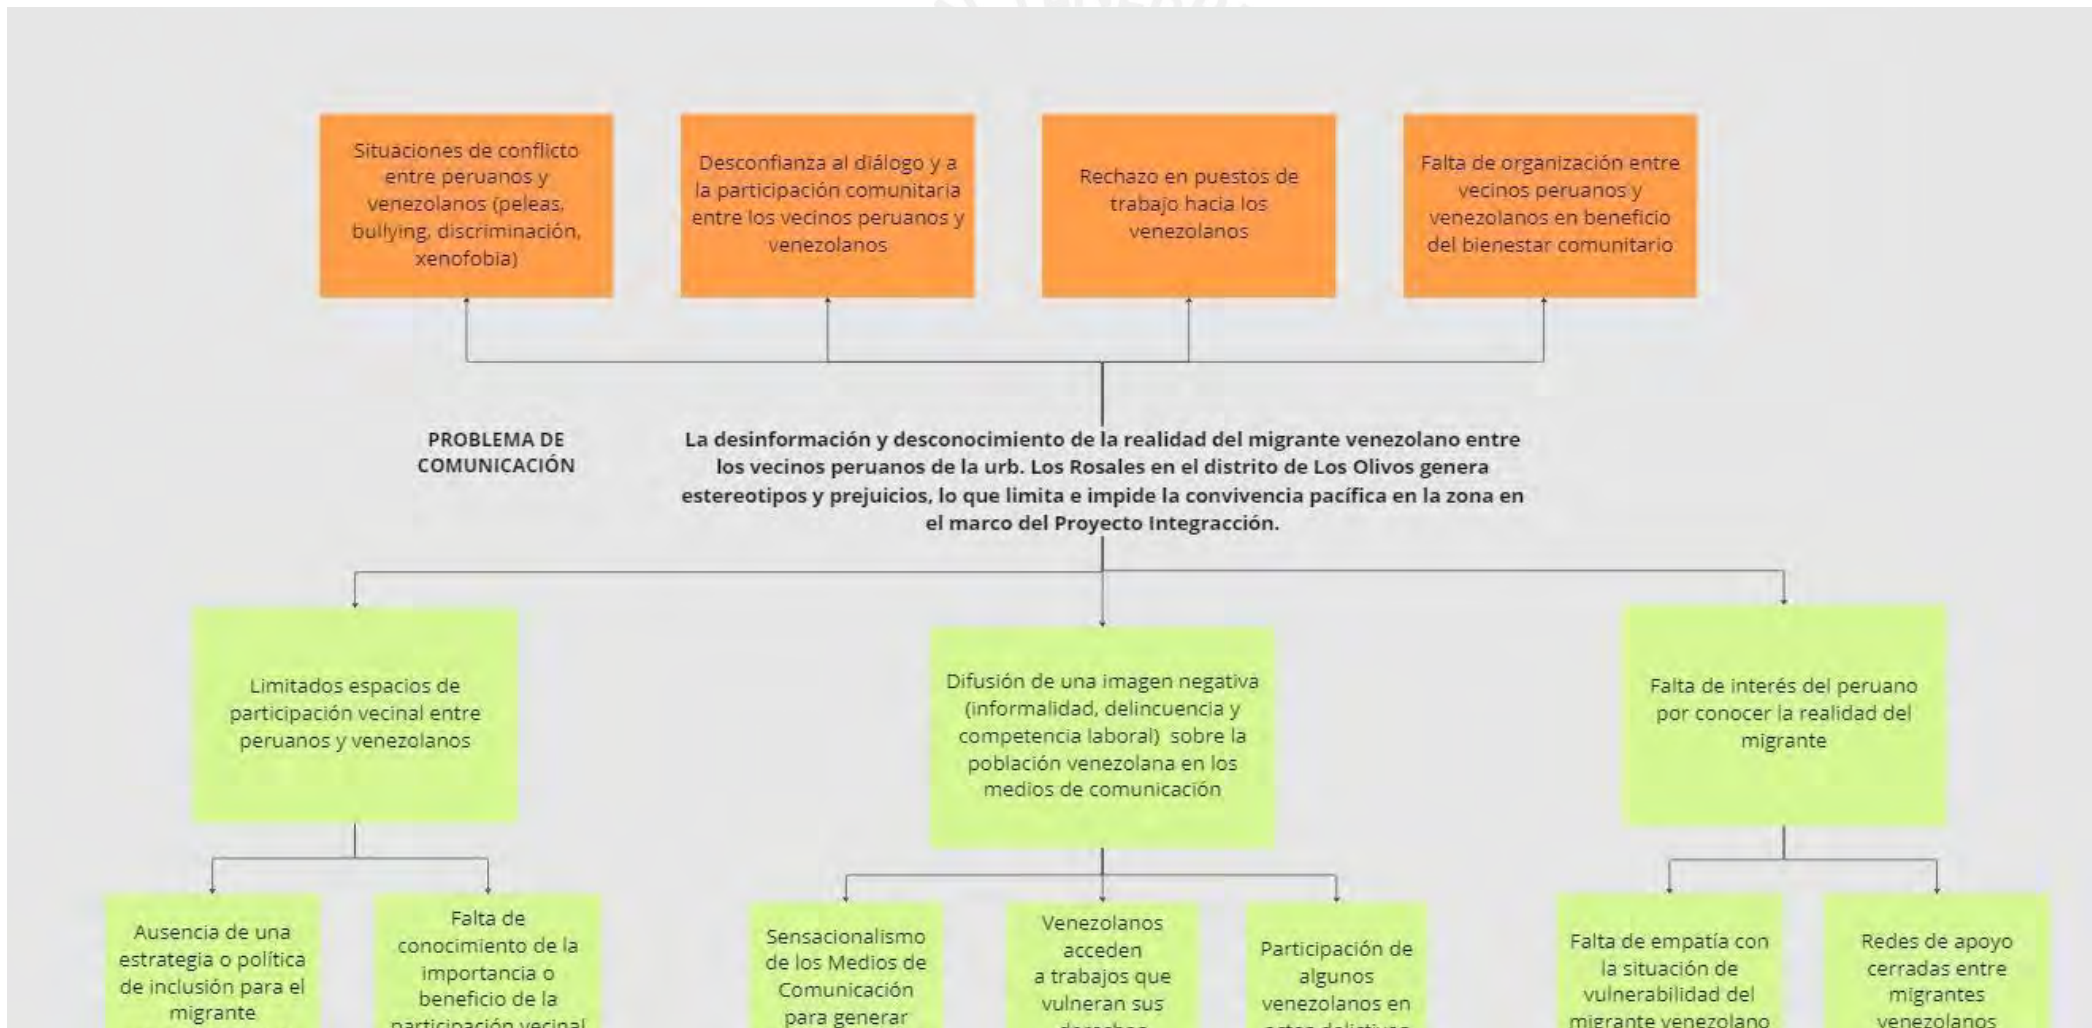 Situaciones de conflicto
entre peruanos y
venezolanos (peleas,
bullying, discriminación,
xenofobia)
Desconfianza al diálogo y a
la participación comunitaria
entre los vecinos peruanos y
venezolanos
Rechazo en puestos de
trabajo hacia los
venezolanos
Falta de organización entre
vecinos peruanos y
venezolanos en beneficio
del bienestar comunitario
PROBLEMA DE
COMUNICACIÓN
La desinformación y desconocimiento de la realidad del migrante venezolano entre
los vecinos peruanos de la urb. Los Rosales en el distrito de Los Olivos genera
estereotipos y prejuicios, lo que limita e impide la convivencia pacífica en la zona en
el marco del Proyecto Integracción.
Limitados espacios de
participación vecinal entre
peruanos y venezolanos
Difusión de una imagen negativa
(informalidad, delincuencia y
competencia laboral) sobre la
población venezolana en los
medios de comunicación
Falta de interés del peruano
por conocer la realidad del
migrante
Ausencia de una
estrategia o política
de inclusión para el
migrante
Falta de
conocimiento de la
importancia o
beneficio de la
participación vecinal
Sensacionalismo
de los Medios de
Comunicación
para generar
Venezolanos
acceden
a trabajos que
vulneran sus
derechos
Participación de
algunos
venezolanos en
actos delictivos
Falta de empatía con
la situación de
vulnerabilidad del
migrante venezolano
Redes de apoyo
cerradas entre
migrantes
venezolanos